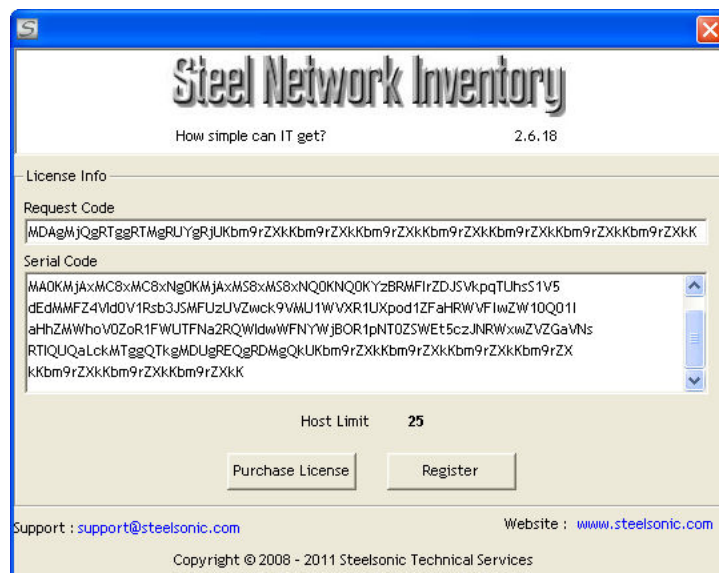 S
Steel Network Inventory
How simple can IT get?
2.6.18
License Info
Request Code
MDAgMjQgRTggRTMgRUYgRjUKbm9rZXkKbm9rZXkKbm9rZXkKbm9rZXkKbm9rZXkKbm9rZXkKbm9rZXkK
Serial Code
MA0KMjAxMC8xMC8xNg0KMjAxMS8xMS8xNQ0KNQ0KYzBRMFlrZDJSVkpqTUhsS1V5
dEdMMFZ4Vld0V1Rsb3JSMFUzUVZwck9VMU1WVXR1UXpod1ZFaHRWVFIwZW10Q01l
aHhZMWhoV0ZoR1FWUTFNa2RQWldwWFNYWjBOR1pNT0ZSWEt5czJNRWxwZVZGaVNs
RTlQUQaLckMTggQTkgMDUgREQgRDMgQkUKbm9rZXkKbm9rZXkKbm9rZXkKbm9rZX
kKbm9rZXkKbm9rZXkKbm9rZXkK
Host Limit 25
Purchase License
Register
Support : support@steelsonic.com
Website : www.steelsonic.com
Copyright © 2008 - 2011 Steelsonic Technical Services